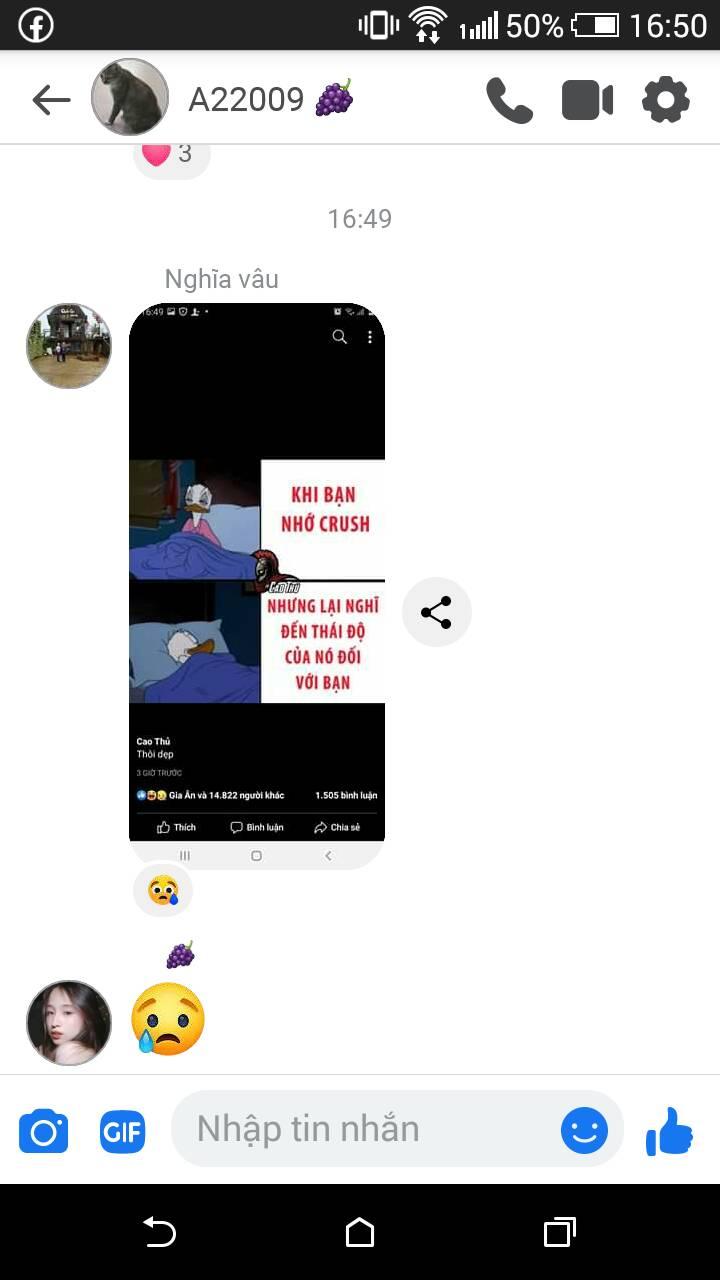 50% 16:50
A22009
3
16:49
Nghĩa vâu
16:49
KHI BẠN
NHỚ CRUSH
CAO THỦ
NHƯNG LẠI NGHĨ
ĐẾN THÁI ĐỘ
CỦA NÓ ĐỐI
VỚI BẠN
Cao Thủ
Thôi dẹp
3 GIỜ TRƯỚC
Gia Ân và 14.822 người khác 1.505 bình luận
Thích Bình luận Chia sẻ
GIF Nhập tin nhắn